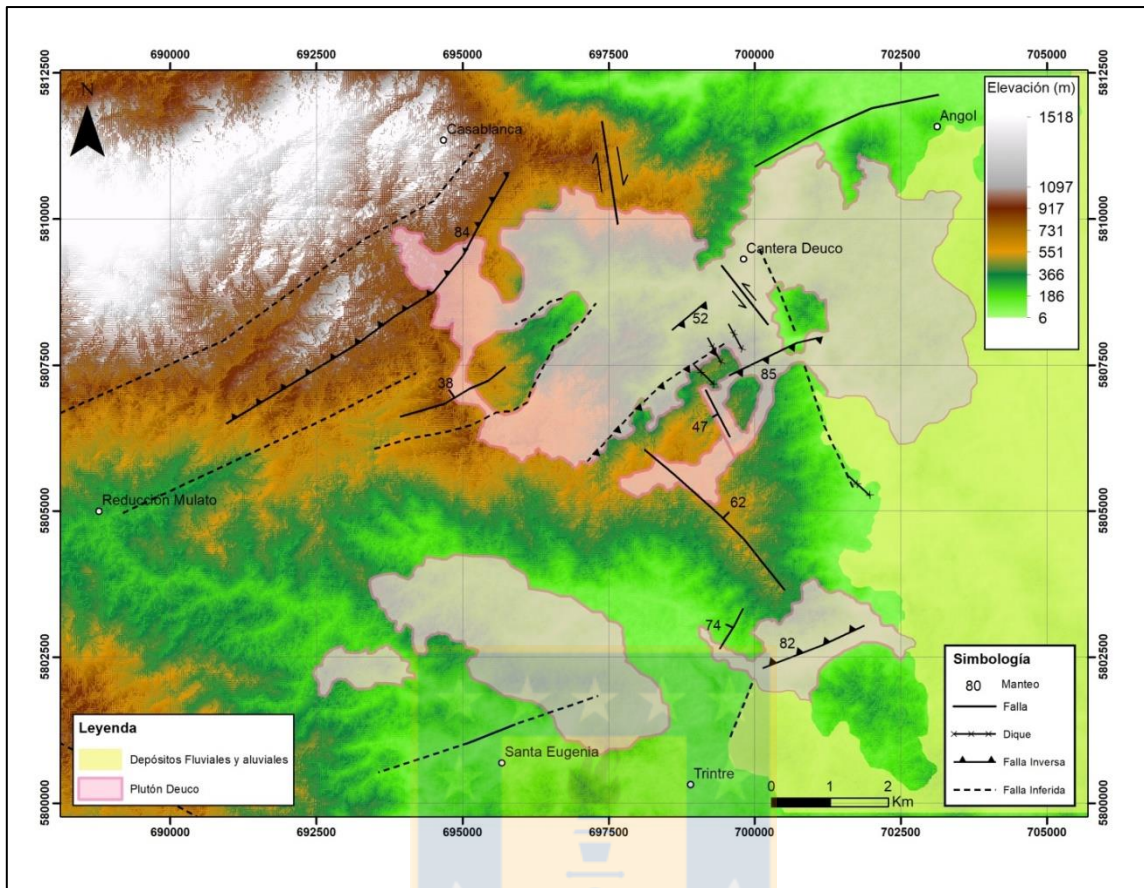 690000 692500 695000 697500 700000 702500 705000
5812500 5812500
N
Elevación (m)
1518
1097
917
731
551
366
186
6
Casablanca
Angol
5810000 5810000
84
Cantera Deuco
52
5807500 5807500
38
85
47
Reducción Mulato
5805000 5805000
62
74
82
5802500 5802500
Simbología
80 Manteo
Falla
Dique
Falla Inversa
Falla Inferida
Leyenda
Depósitos Fluviales y aluviales
Plutón Deuco
Santa Eugenia
Trintre
0 1 2
Km
5800000 5800000
690000 692500 695000 697500 700000 702500 705000